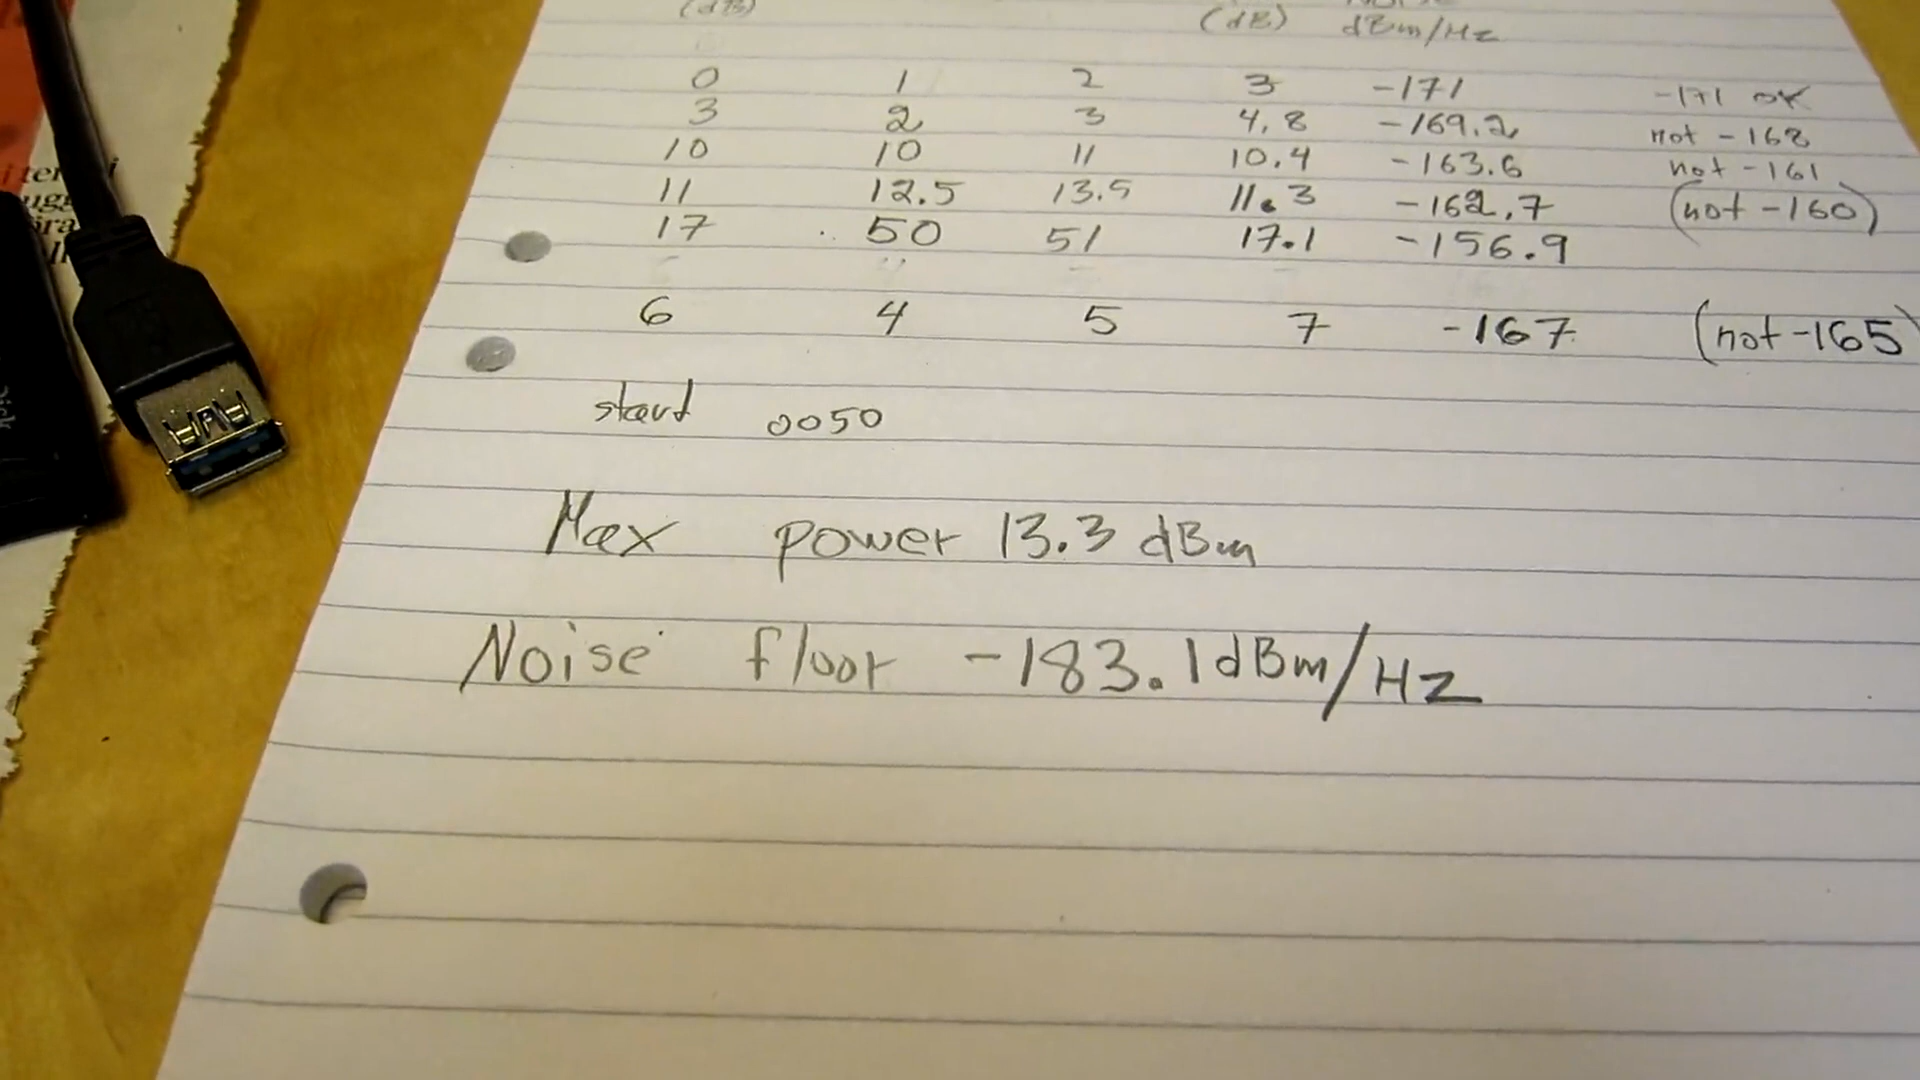 (dB) (dB) dBm/Hz
0 1 2 3 -171 -171 OK
3 2 3 4,8 -169.2 not -168
10 10 11 10.4 -163.6 not -161
11 12.5 13.5 11.3 -162.7 (not -160)
17 50 51 17.1 -156.9
6 4 5 7 -167 (not -165)
start 0050
Max power 13.3 dBm
Noise floor -183.1dBm/Hz